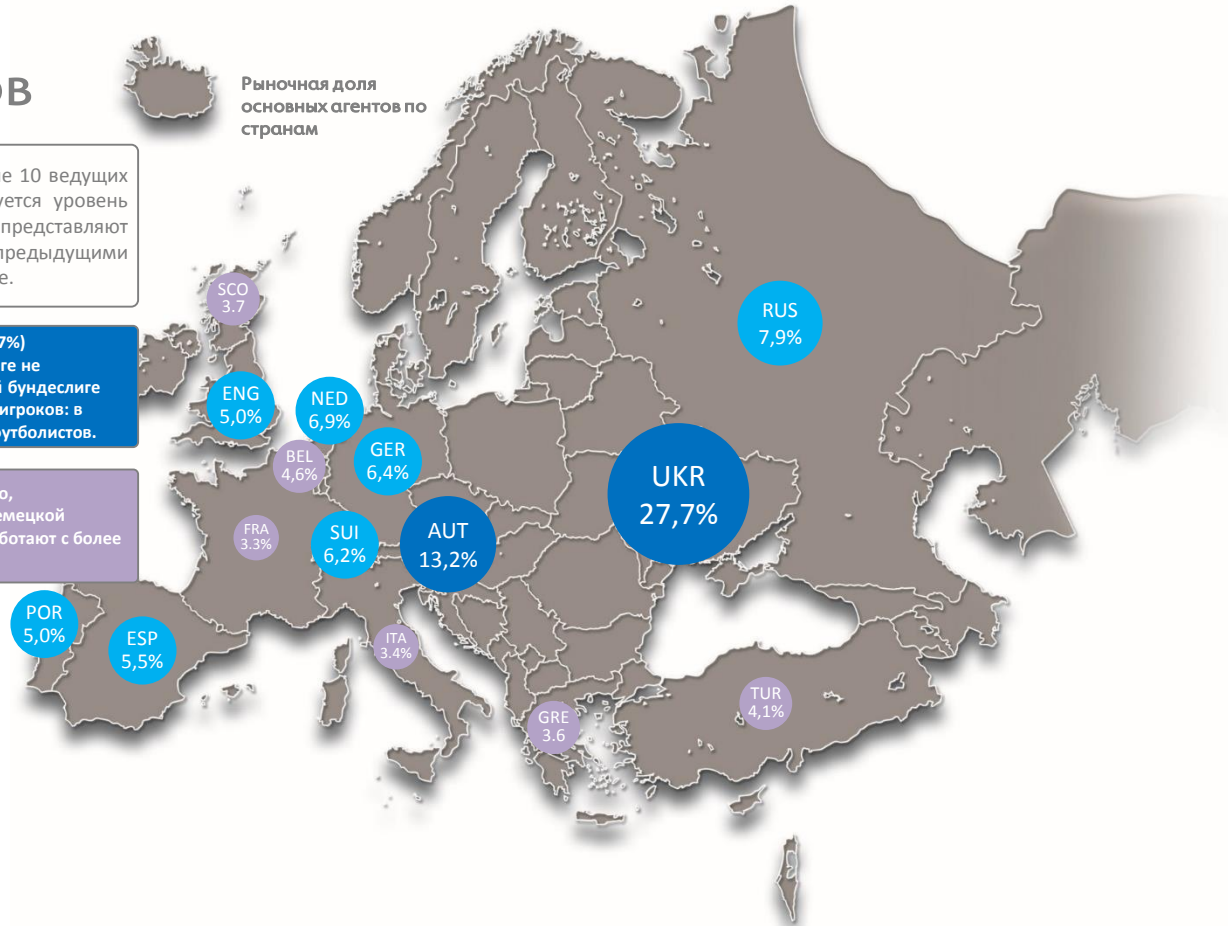 ов
Рыночная доля
основных агентов по
странам
е 10 ведущих
уется уровень
представляют
предыдущими
е.
7%)
ге не
й бундеслиге
игроков: в
футболистов.
о,
емецкой
ботают с более
SCO
3.7
RUS
7,9%
ENG
5,0%
NED
6,9%
BEL
4,6%
GER
6,4%
UKR
27,7%
FRA
3.3%
SUI
6,2%
AUT
13,2%
POR
5,0%
ESP
5,5%
ITA
3.4%
GRE
3.6
TUR
4,1%